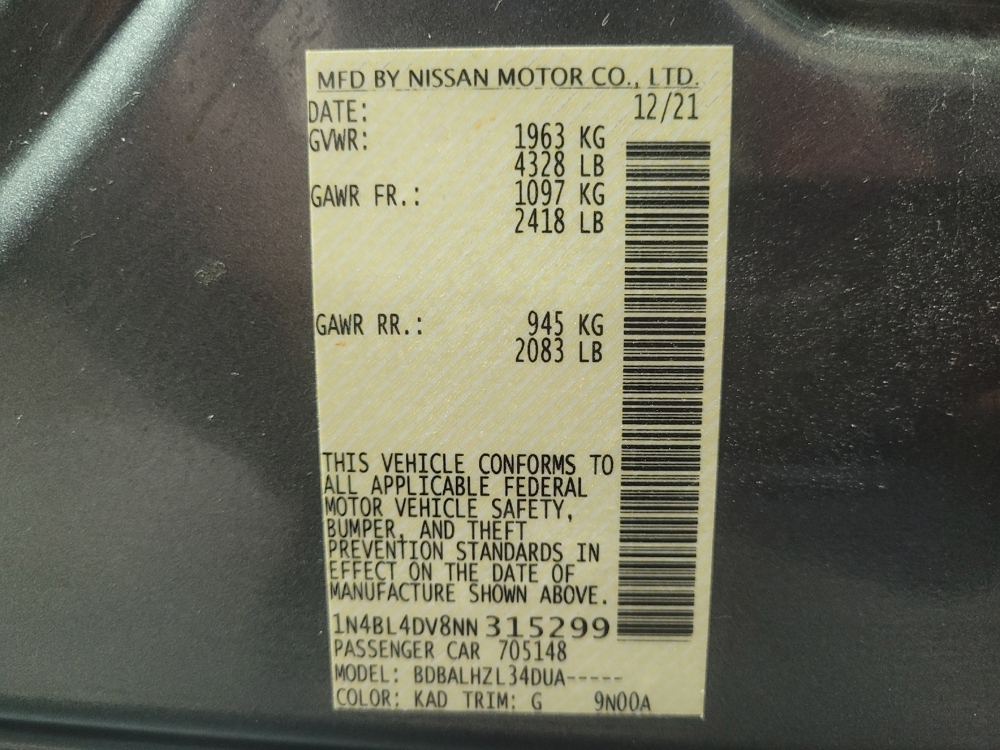 MFD BY NISSAN MOTOR CO., LTD.
DATE: 12/21
GVWR: 1963 KG
4328 LB
GAWR FR.: 1097 KG
2418 LB
GAWR RR.: 945 KG
2083 LB
THIS VEHICLE CONFORMS TO
ALL APPLICABLE FEDERAL
MOTOR VEHICLE SAFETY,
BUMPER, AND THEFT
PREVENTION STANDARDS IN
EFFECT ON THE DATE OF
MANUFACTURE SHOWN ABOVE.
1N4BL4DV8NN315299
PASSENGER CAR 705148
MODEL: BDBALHZL34DUA-----
COLOR: KAD TRIM: G 9N00A